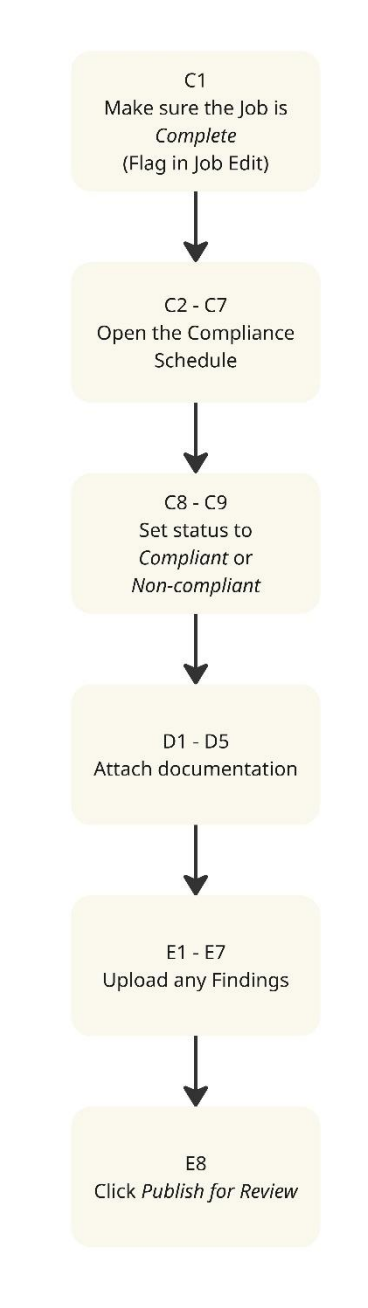 C1
Make sure the Job is
Complete
(Flag in Job Edit)
C2 - C7
Open the Compliance
Schedule
C8 - C9
Set status to
Compliant or
Non-compliant
D1 - D5
Attach documentation
E1 - E7
Upload any Findings
E8
Click Publish for Review